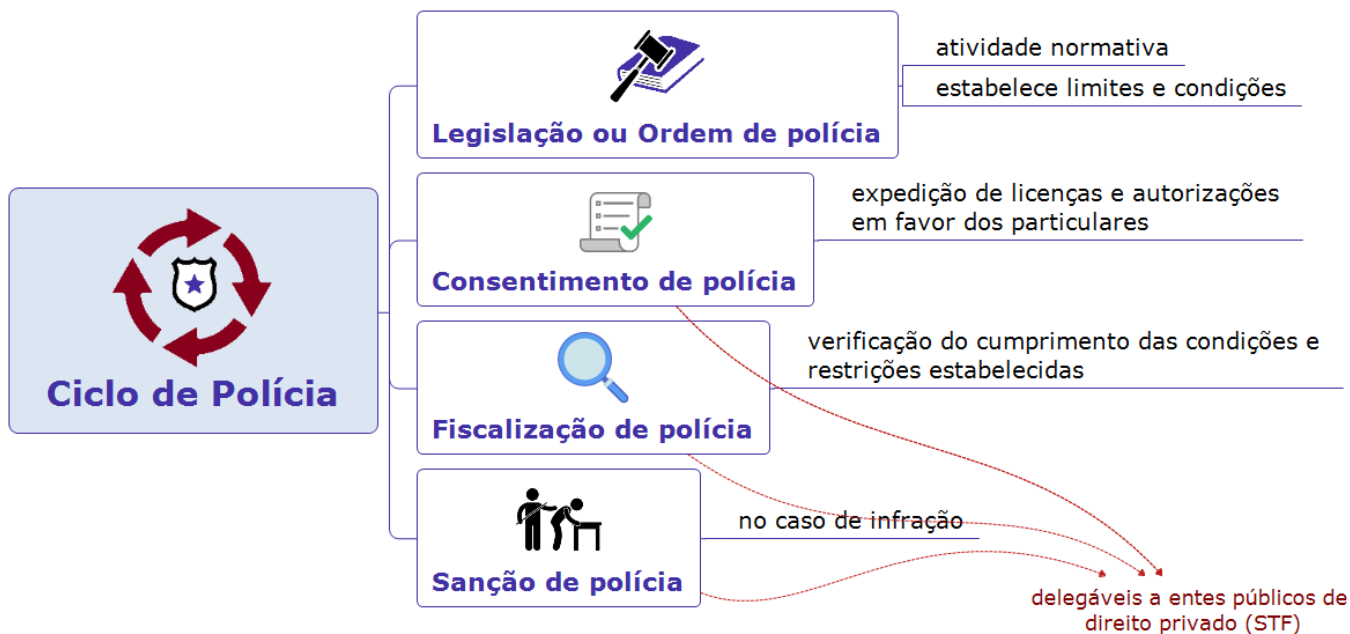 Ciclo de Polícia
Legislação ou Ordem de polícia
atividade normativa
estabelece limites e condições
Consentimento de polícia
expedição de licenças e autorizações
em favor dos particulares
Fiscalização de polícia
verificação do cumprimento das condições e
restrições estabelecidas
Sanção de polícia
no caso de infração
delegáveis a entes públicos de
direito privado (STF)